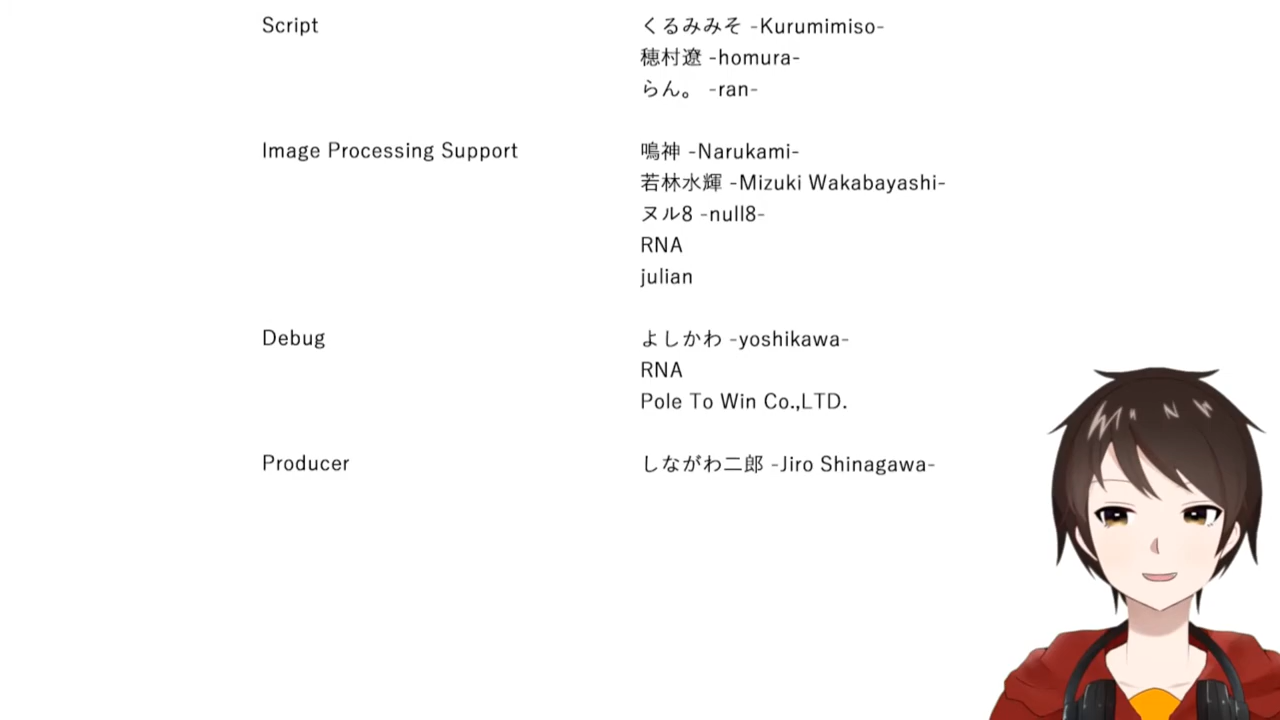 Script くるみみそ -Kurumimiso-
穂村遼 -homura-
らん。 -ran-
Image Processing Support 鳴神 -Narukami-
若林水輝 -Mizuki Wakabayashi-
ヌル8 -null8-
RNA
julian
Debug よしかわ -yoshikawa-
RNA
Pole To Win Co.,LTD.
Producer しながわ二郎 -Jiro Shinagawa-